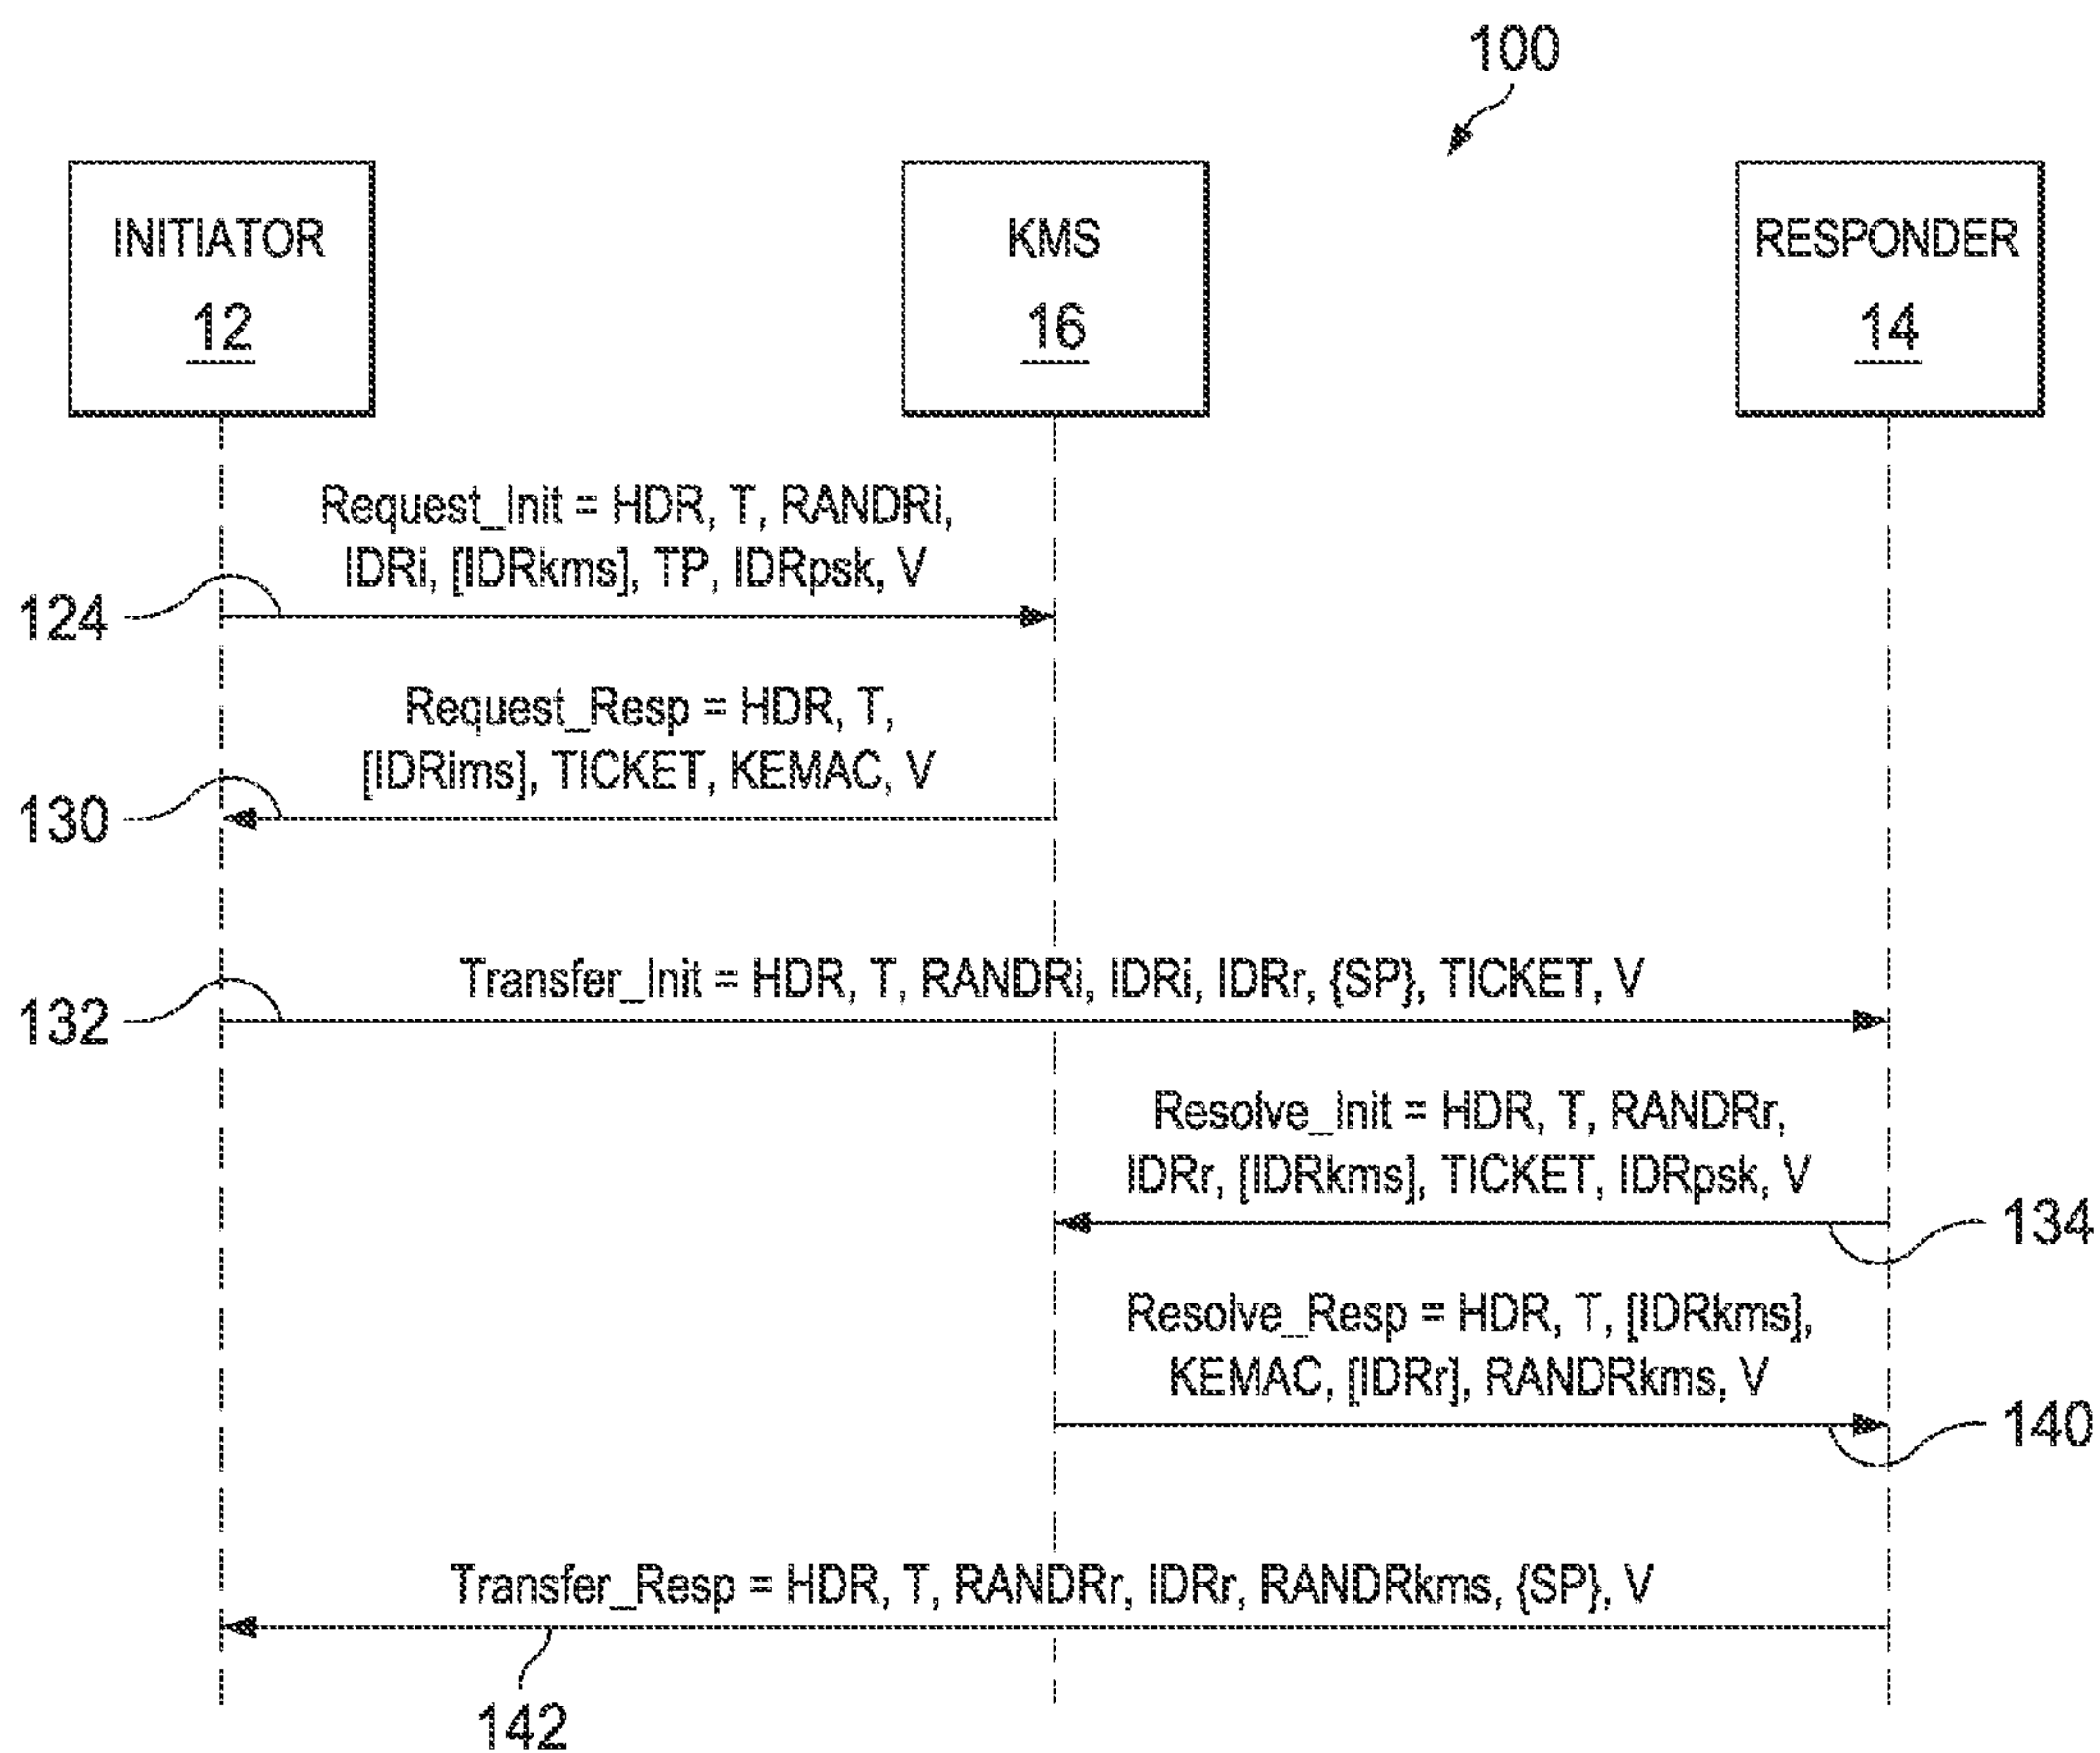 100
INITIATOR
12
KMS
16
RESPONDER
14
Request_Init = HDR, T, RANDRi,
IDRi, [IDRkms], TP, IDRpsk, V
124
Request_Resp = HDR, T,
[IDRims], TICKET, KEMAC, V
130
Transfer_Init = HDR, T, RANDRi, IDRi, IDRr, {SP}, TICKET, V
132
Resolve_Init = HDR, T, RANDRr,
IDRr, [IDRkms], TICKET, IDRpsk, V
134
Resolve_Resp = HDR, T, [IDRkms],
KEMAC, [IDRr], RANDRkms, V
140
Transfer_Resp = HDR, T, RANDRr, IDRr, RANDRkms, {SP}, V
142